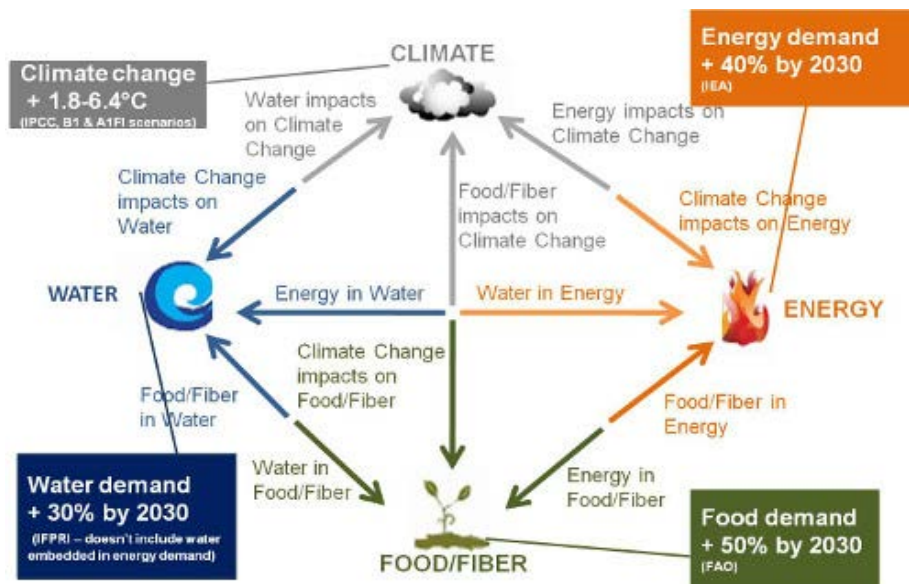 CLIMATE
Climate change
+ 1.8-6.4°C
(IPCC, B1 & A1FI scenarios)
Energy demand
+ 40% by 2030
(IEA)
Water impacts
on Climate
Change
Energy impacts on
Climate Change
Climate Change
impacts on
Water
Food/Fiber
impacts on
Climate Change
Climate Change
impacts on Energy
WATER
Energy in Water
Water in Energy
ENERGY
Climate Change
impacts on
Food/Fiber
Food/Fiber
in Water
Food/Fiber in
Energy
Water in
Food/Fiber
Energy in
Food/Fiber
Water demand
+ 30% by 2030
(IFPRI – doesn't include water
embedded in energy demand)
Food demand
+ 50% by 2030
(FAO)
FOOD/FIBER